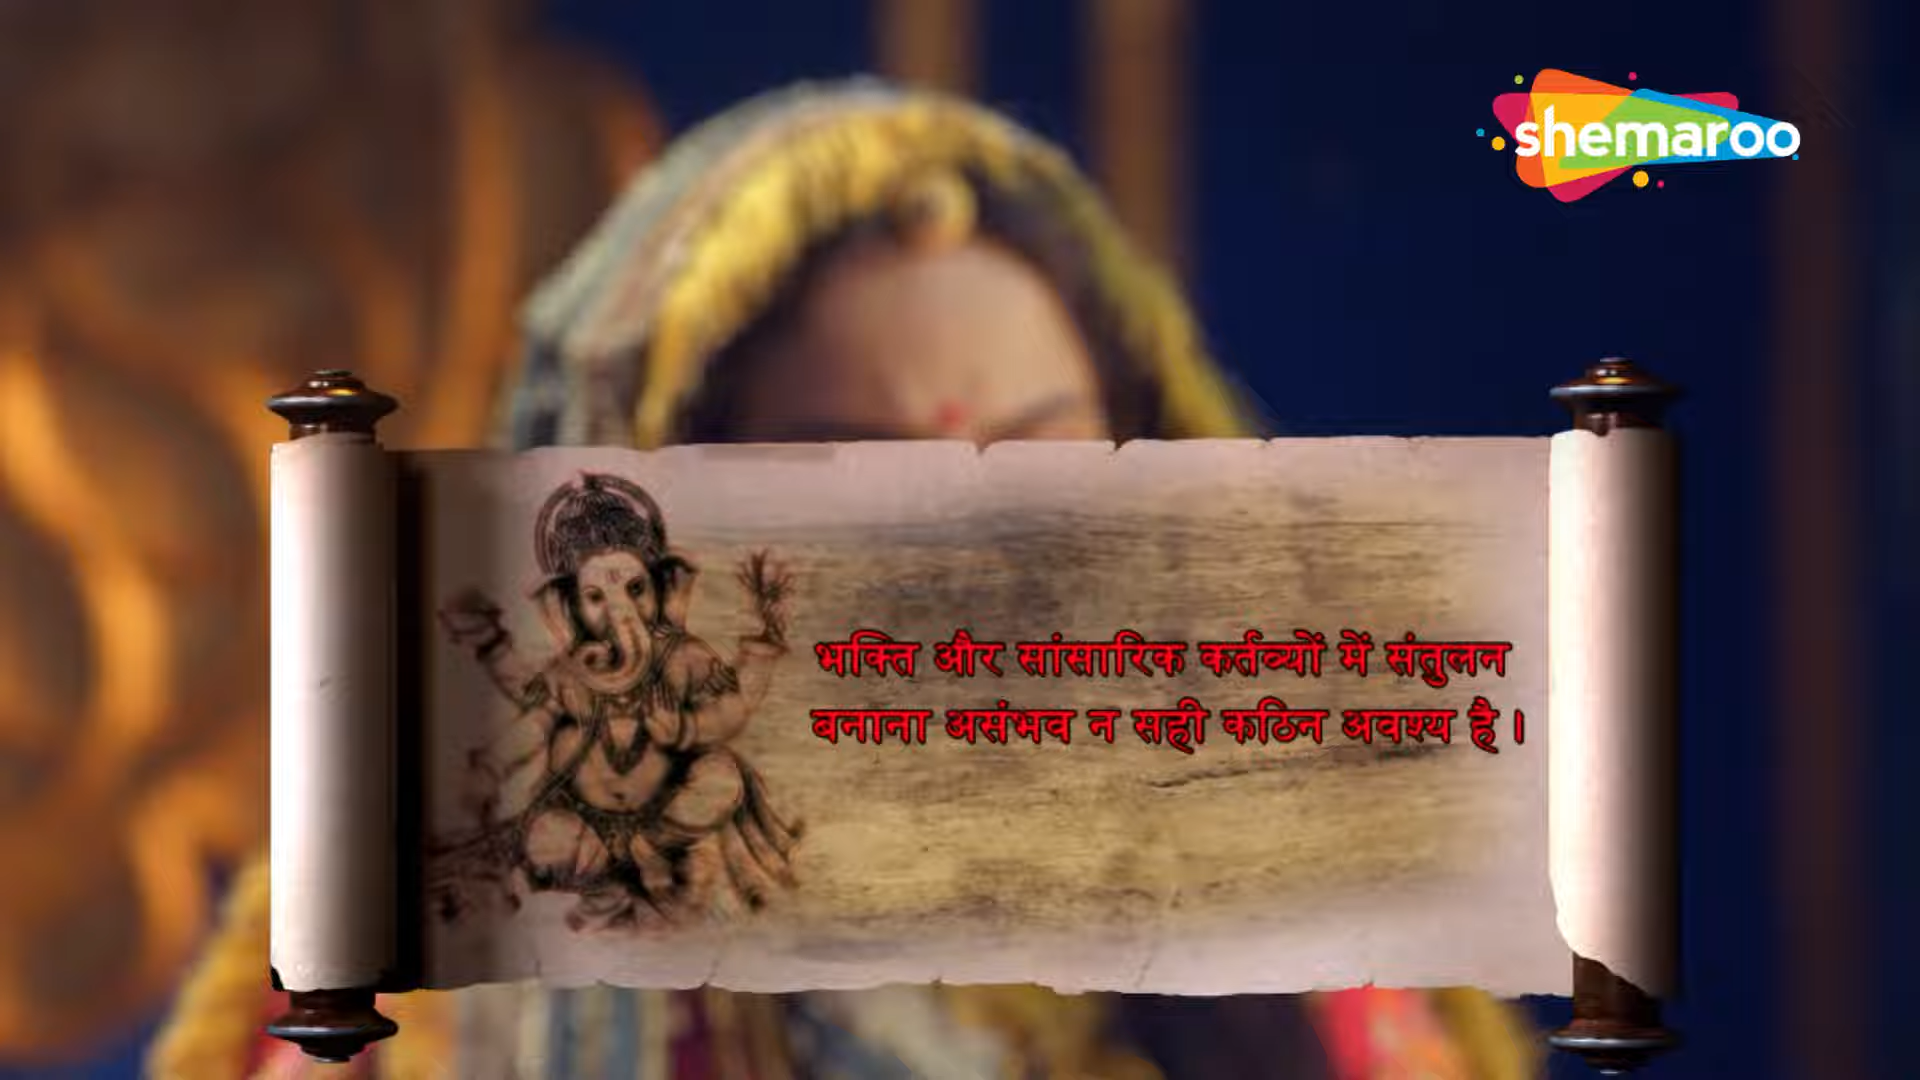 shemaroo
भक्ति और सांसारिक कर्तव्यों में संतुलन
बनाना असंभव न सही कठिन अवश्य है।